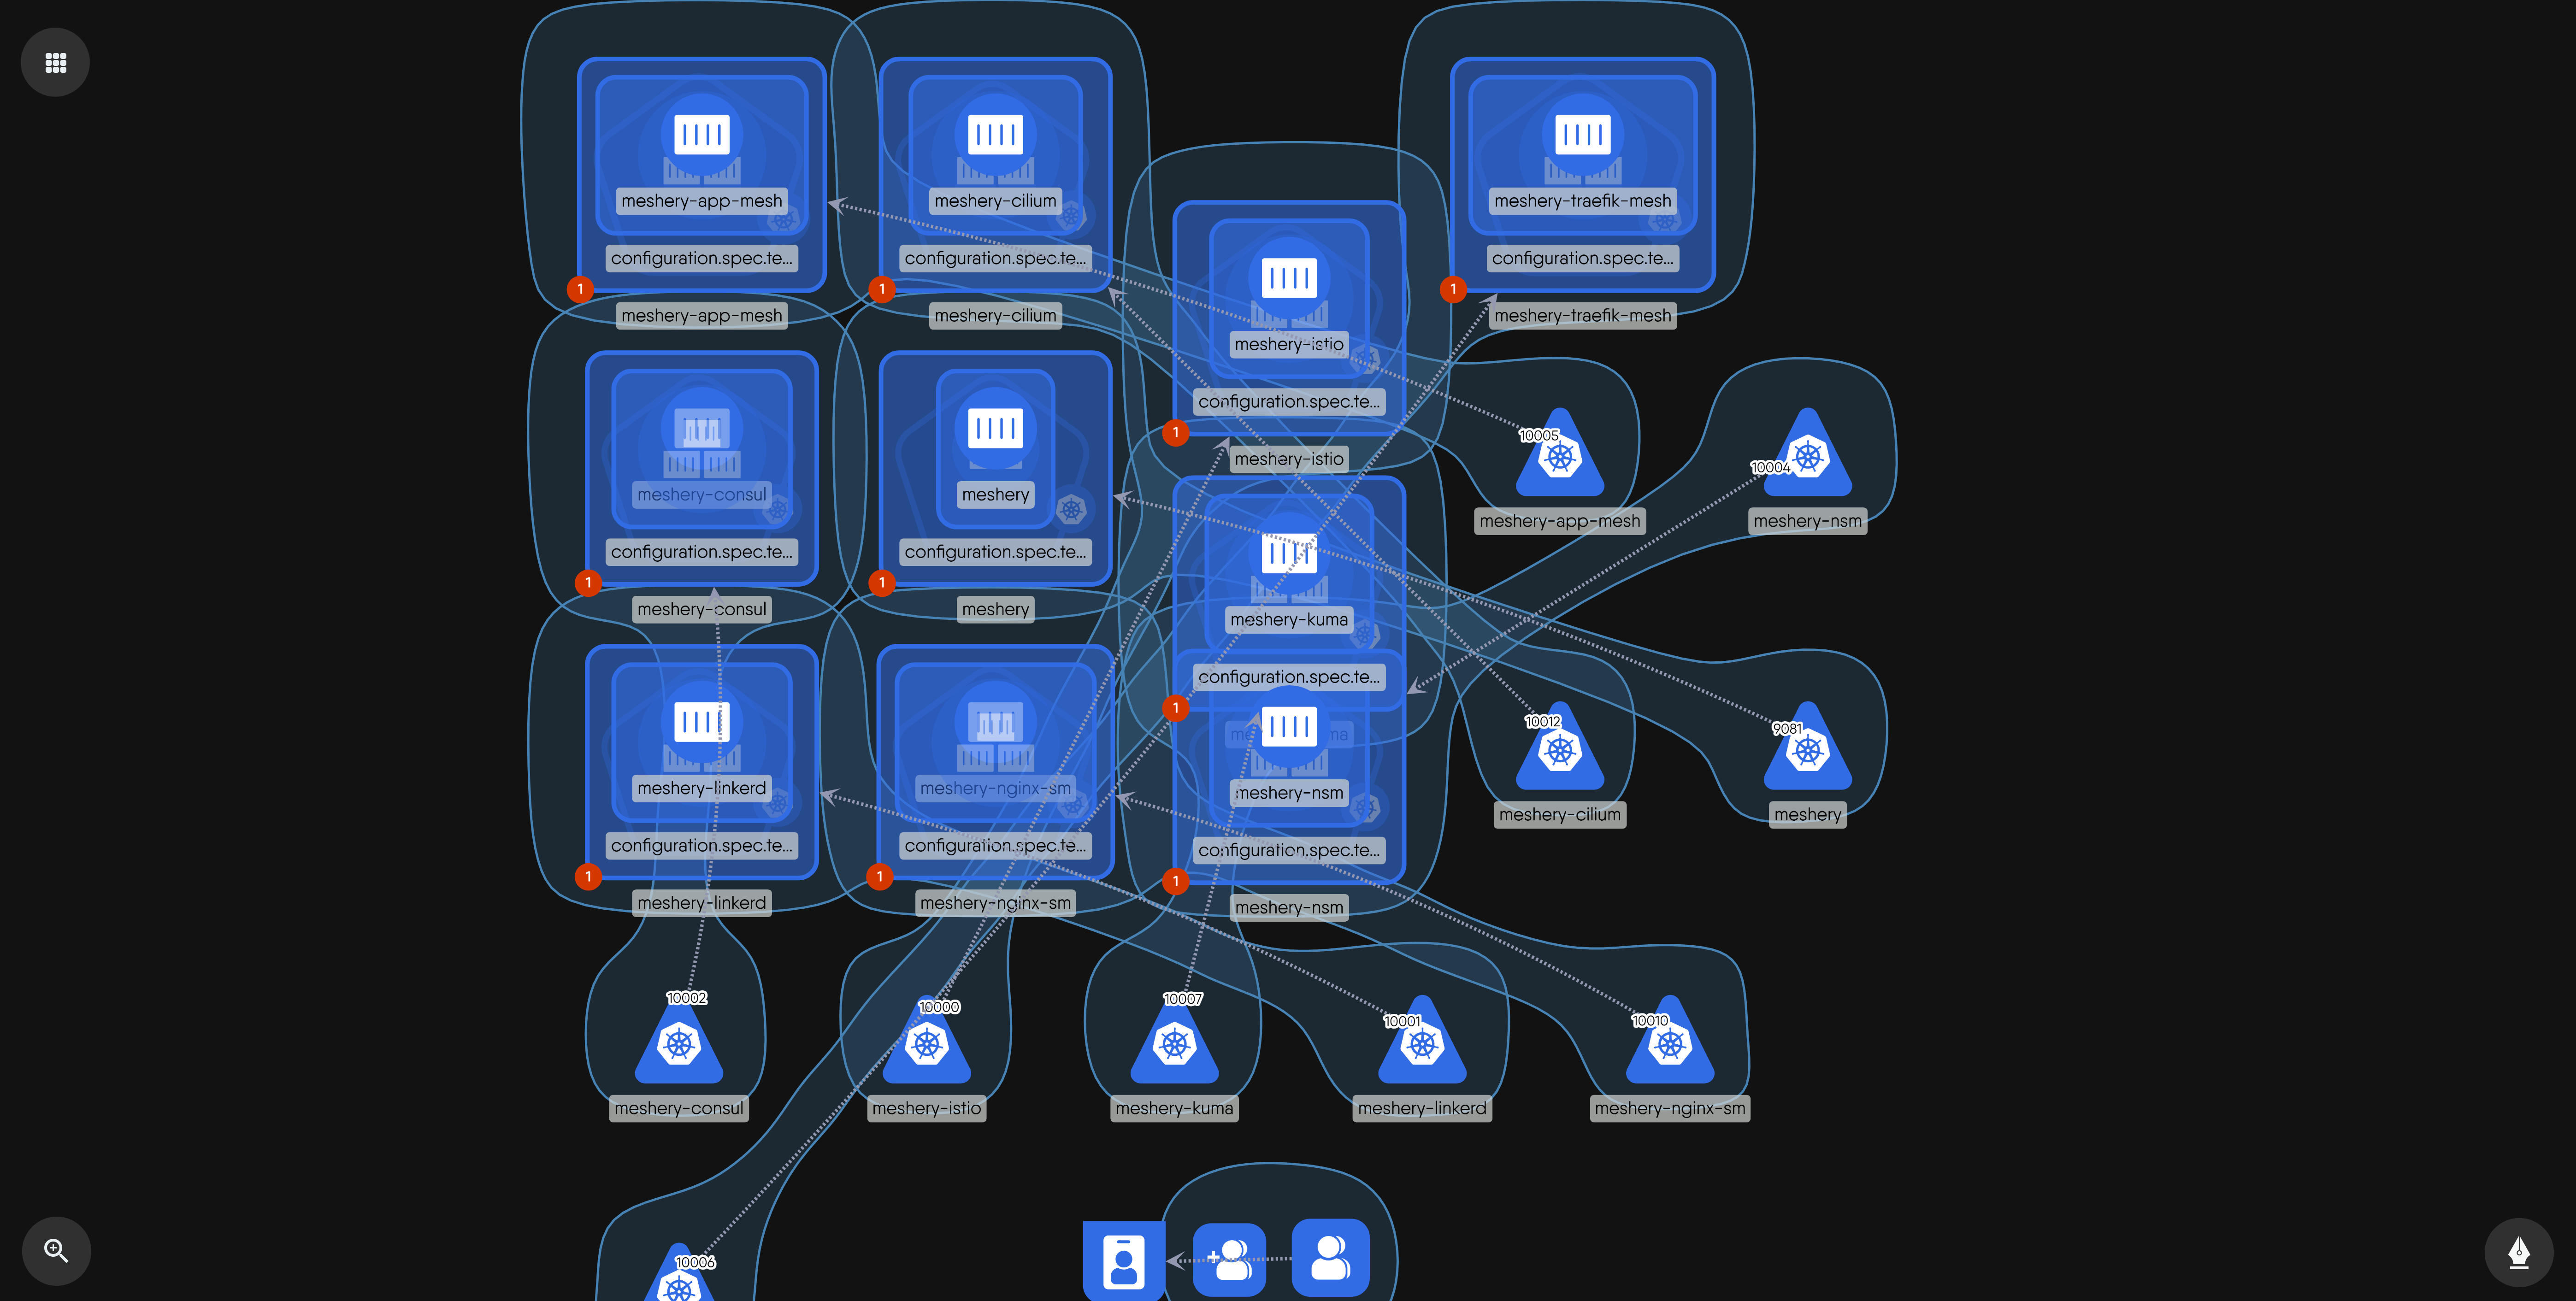 meshery-app-mesh
configuration.spec.te...
1
meshery-app-mesh
meshery-cilium
configuration.spec.te...
1
meshery-cilium
meshery-traefik-mesh
configuration.spec.te...
1
meshery-traefik-mesh
meshery-istio
configuration.spec.te...
1
meshery-istio
meshery-consul
configuration.spec.te...
1
meshery-consul
meshery
configuration.spec.te...
1
meshery
10005
meshery-app-mesh
10004
meshery-nsm
meshery-kuma
configuration.spec.te...
1
meshery-linkerd
configuration.spec.te...
1
meshery-linkerd
meshery-nginx-sm
configuration.spec.te...
1
meshery-nginx-sm
meshery-nsm
configuration.spec.te...
1
meshery-nsm
10012
meshery-cilium
9081
meshery
10002
meshery-consul
10000
meshery-istio
10007
meshery-kuma
10001
meshery-linkerd
10010
meshery-nginx-sm
10006